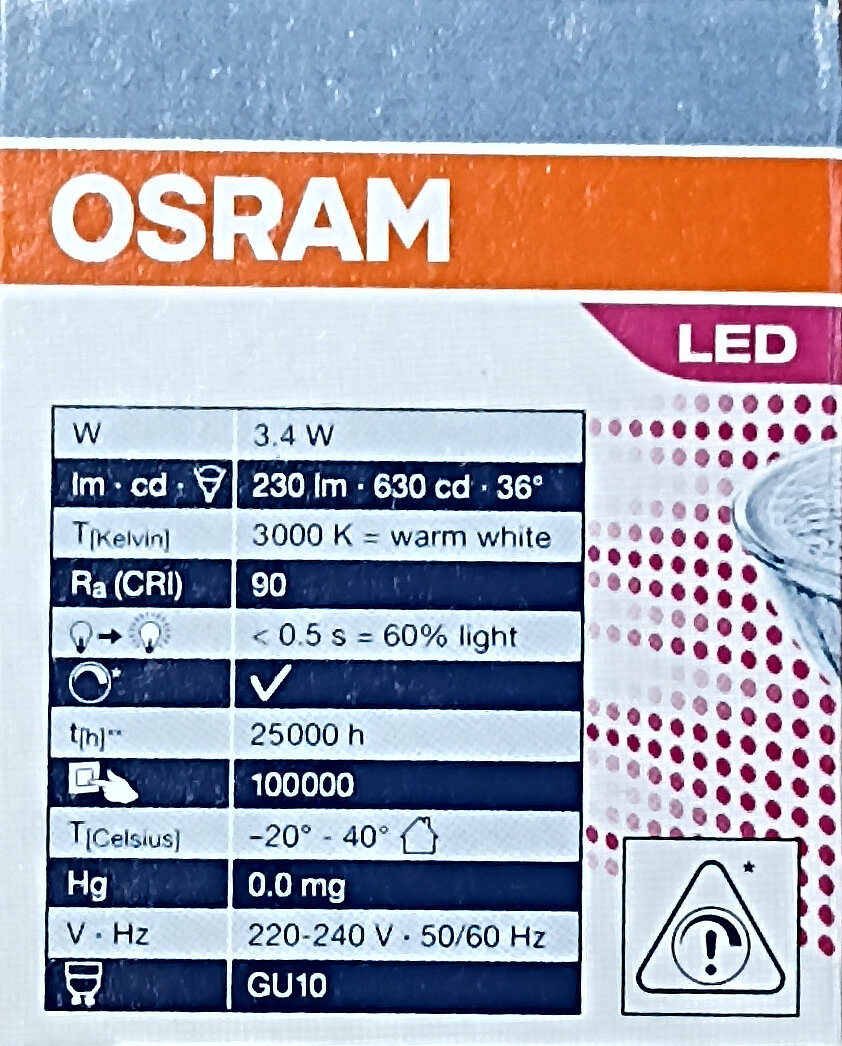 OSRAM
LED
W 3.4 W
lm · cd · 230 lm · 630 cd · 36°
T[Kelvin] 3000 K = warm white
Ra (CRI) 90
< 0.5 s = 60% light
*
t[h]** 25000 h
100000
T[Celsius] -20° - 40°
Hg 0.0 mg
V · Hz 220-240 V · 50/60 Hz
GU10
*
!